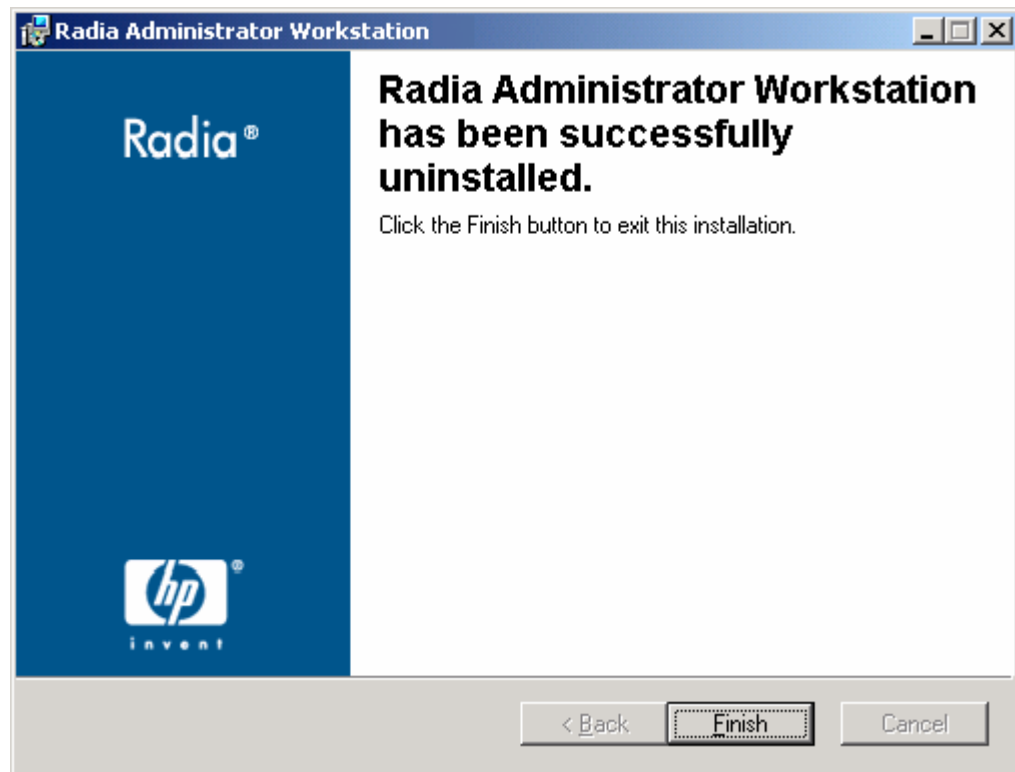 Radia Administrator Workstation
Radia®
Radia Administrator Workstation
has been successfully
uninstalled.
Click the Finish button to exit this installation.
hp®
invent
< Back
Finish
Cancel